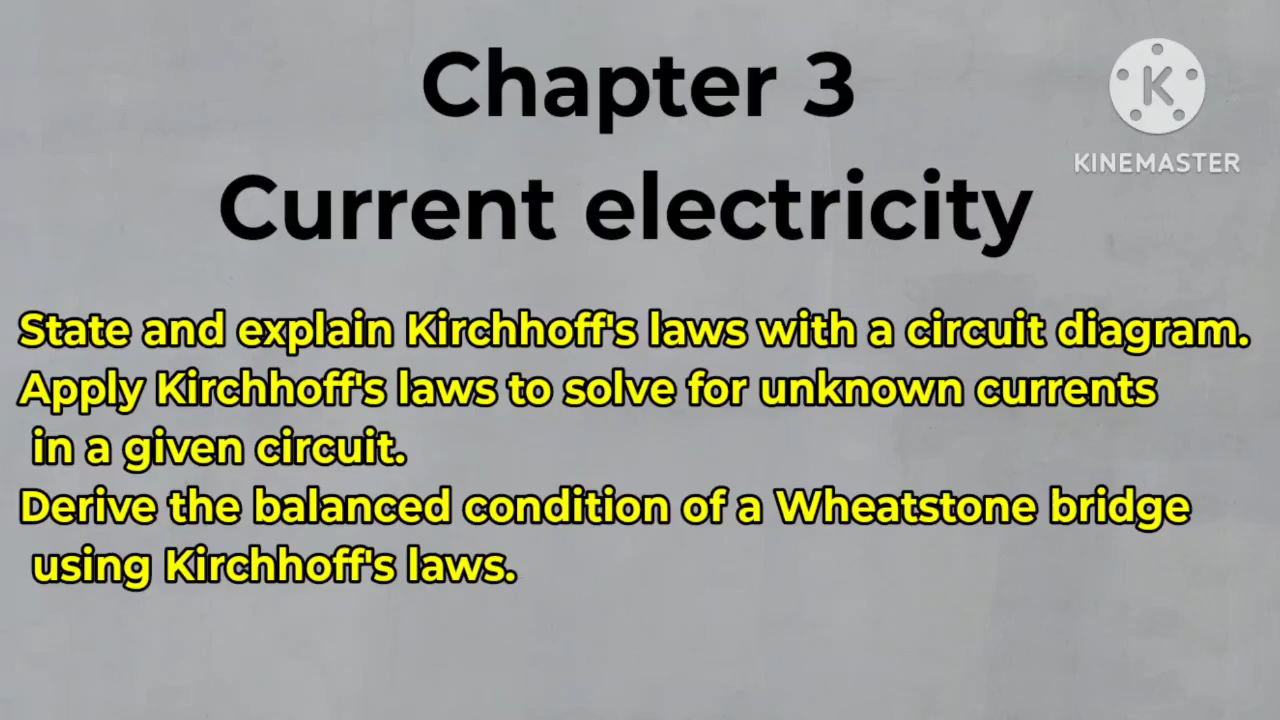 Chapter 3
K
KINEMASTER
Current electricity
State and explain Kirchhoff's laws with a circuit diagram.
Apply Kirchhoff's laws to solve for unknown currents
in a given circuit.
Derive the balanced condition of a Wheatstone bridge
using Kirchhoff's laws.